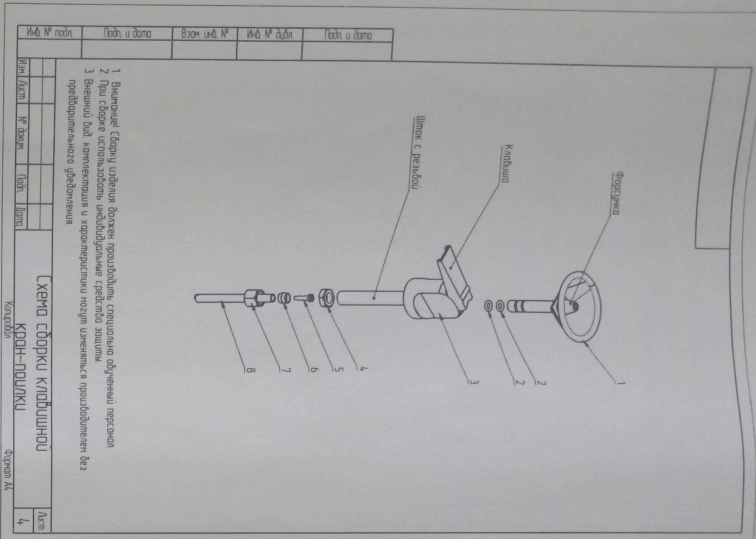 Форсунка
Клавиша
Шток с резьбой
1
2
2
3
4
5
6
7
8
1 Внимание! Сборку изделия должен производить специально обученный персонал
2 При сборке использовать индивидуальные средства защиты
3 Внешний вид, комплектация и характеристики могут изменяться производителем без
предварительного уведомления
Подп. и дата
Инв. № дубл.
Взам. инв. №
Подп. и дата
Инв. № подл.
Изм. Лист № докум. Подп. Дата
Схема сборки клавишной
кран-поилки
Лист
4
Копировал Формат А4